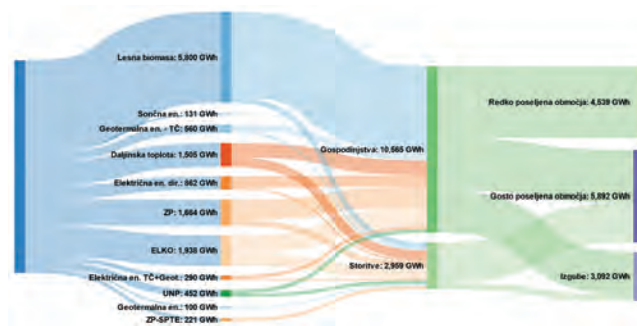 Lesna biomasa: 5,800 GWh
Sončna en.: 131 GWh
Geotermalna en. - TČ: 560 GWh
Daljinska toplota: 1,505 GWh
Električna en. dir.: 862 GWh
ZP: 1,664 GWh
ELKO: 1,938 GWh
Električna en. TČ+Geot.: 290 GWh
UNP: 452 GWh
Geotermalna en.: 100 GWh
ZP-SPTE: 221 GWh
Gospodinjstva: 10,565 GWh
Storitve: 2,959 GWh
Redko poseljena območja: 4,539 GWh
Gosto poseljena območja: 5,892 GWh
Izgube: 3,092 GWh